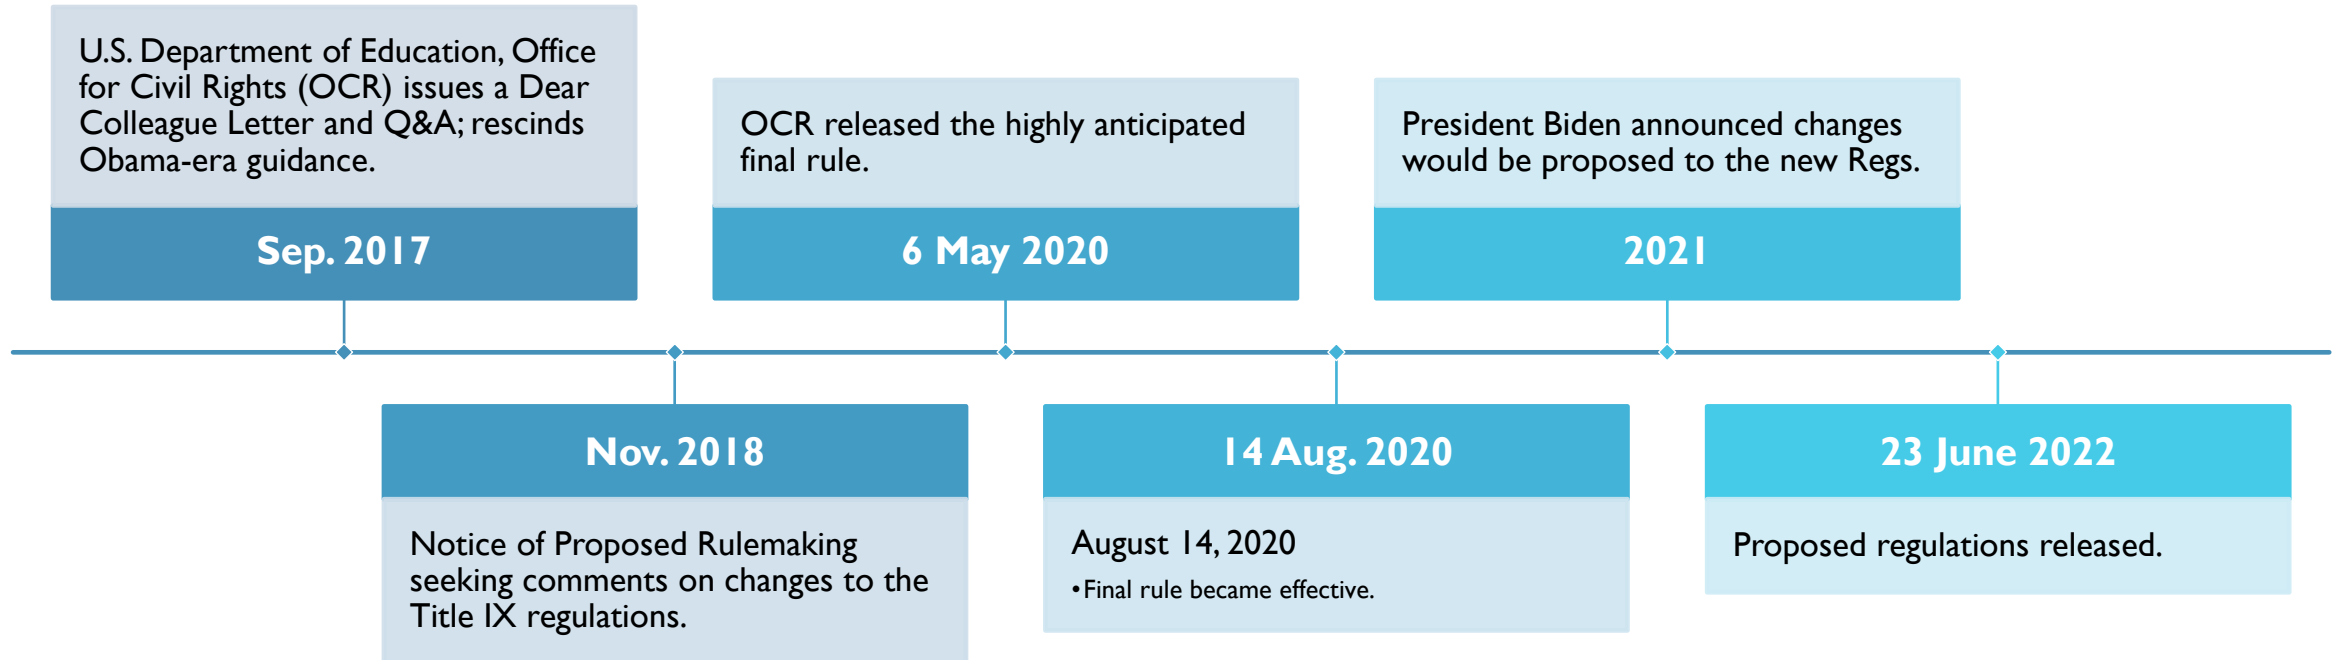 U.S. Department of Education, Office
for Civil Rights (OCR) issues a Dear
Colleague Letter and Q&A; rescinds
Obama-era guidance.
Sep. 2017
Nov. 2018
Notice of Proposed Rulemaking
seeking comments on changes to the
Title IX regulations.
OCR released the highly anticipated
final rule.
6 May 2020
14 Aug. 2020
August 14, 2020
•Final rule became effective.
President Biden announced changes
would be proposed to the new Regs.
2021
23 June 2022
Proposed regulations released.